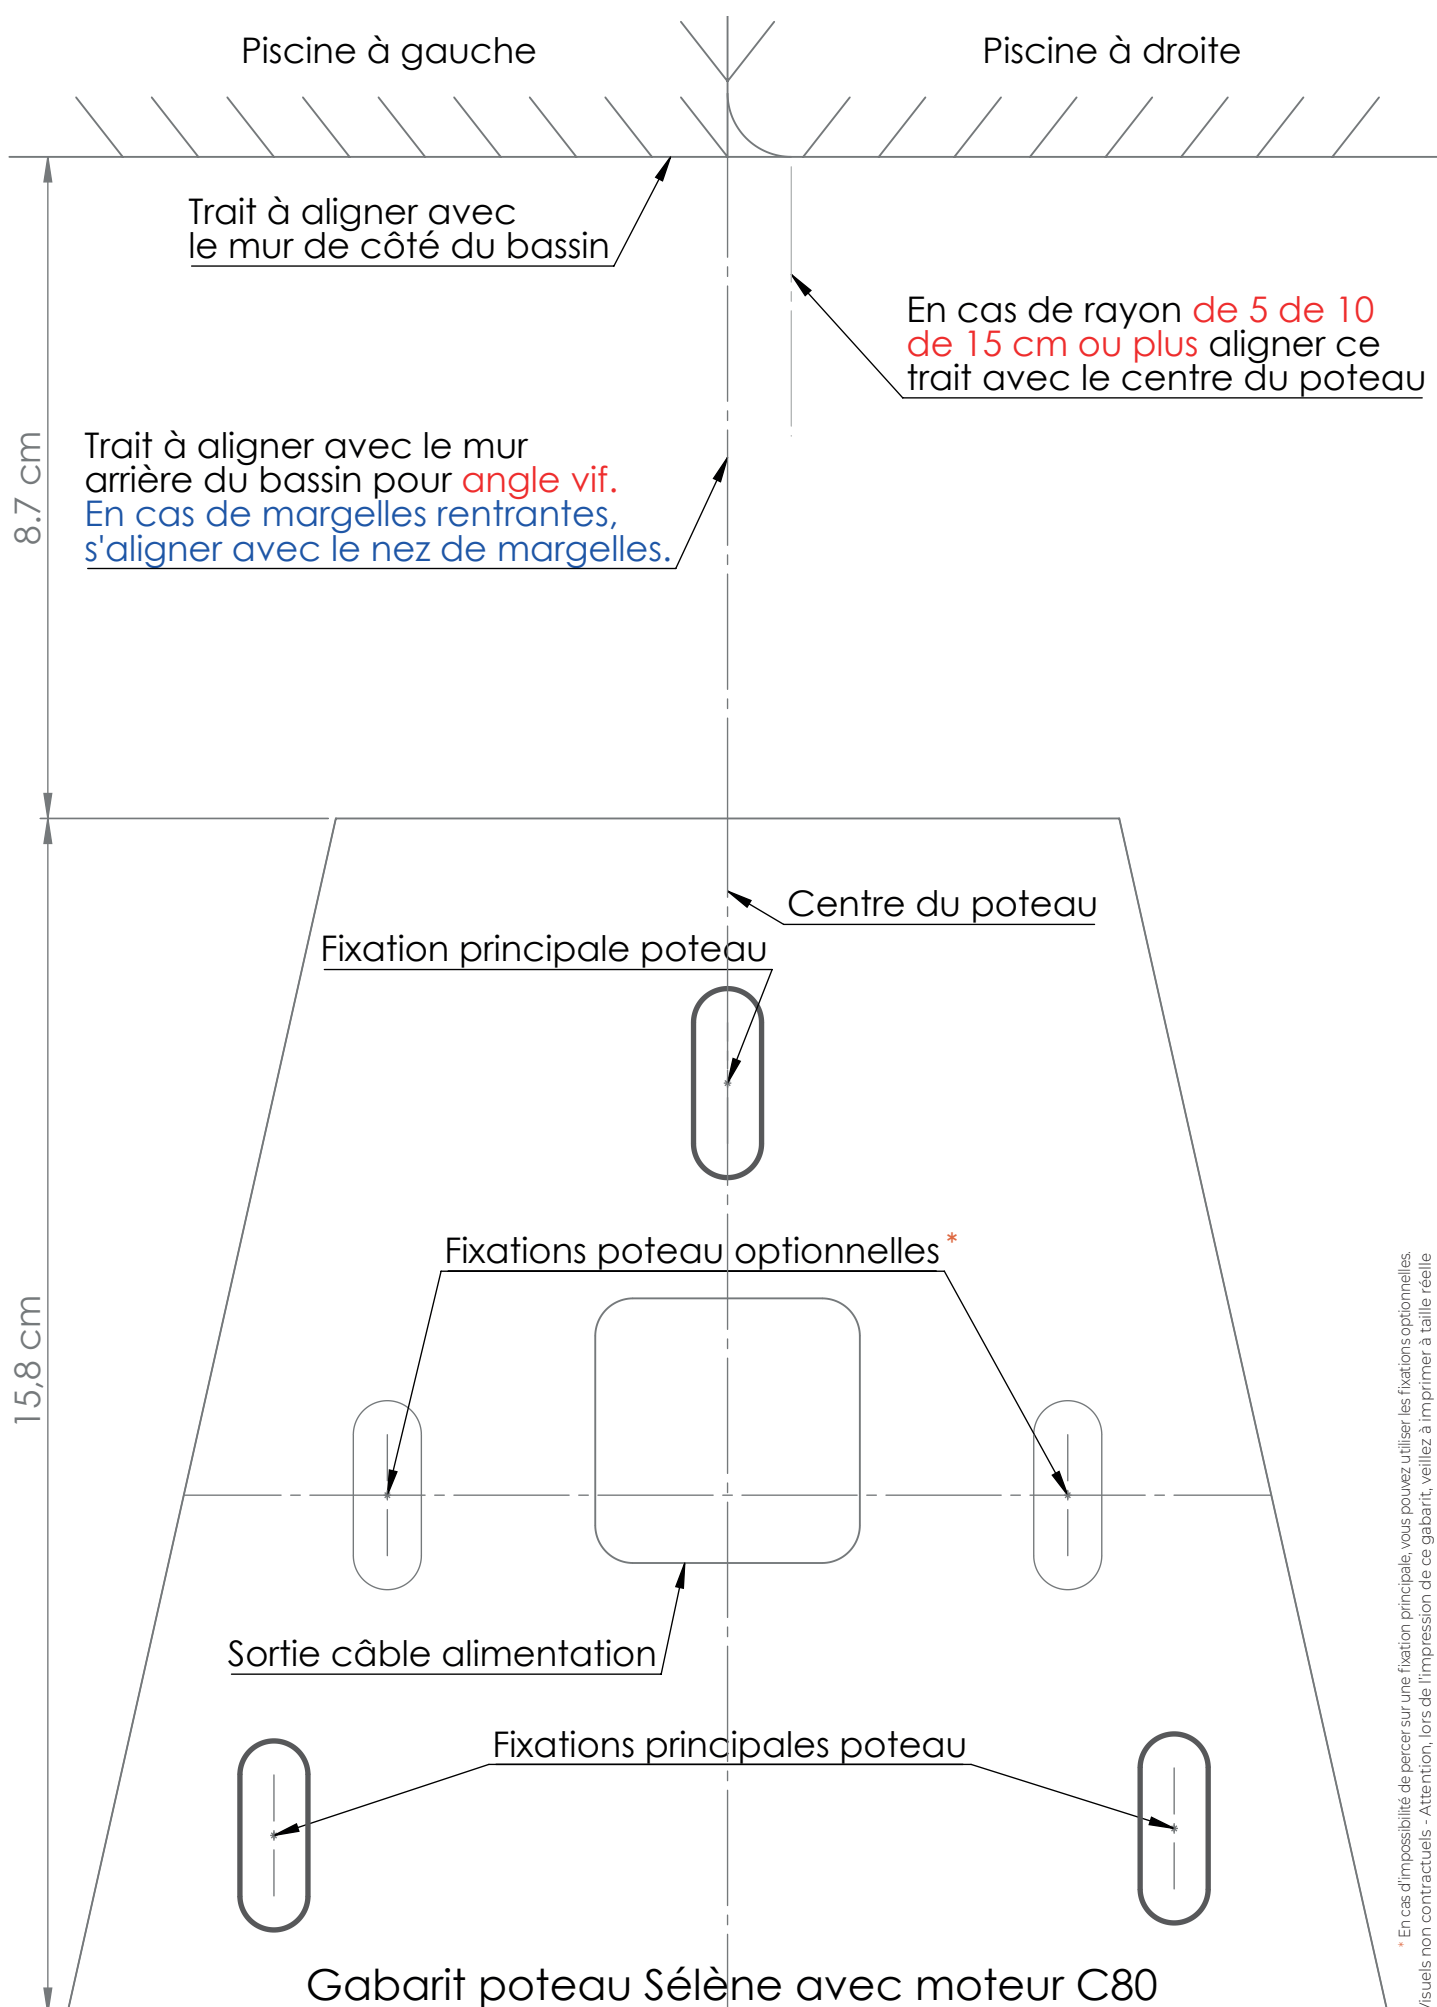 Piscine à gauche
Piscine à droite
Trait à aligner avec
le mur de côté du bassin
En cas de rayon de 5 de 10
de 15 cm ou plus aligner ce
trait avec le centre du poteau
8.7 cm
Trait à aligner avec le mur
arrière du bassin pour angle vif.
En cas de margelles rentrantes,
s'aligner avec le nez de margelles.
Centre du poteau
Fixation principale poteau
Fixations poteau optionnelles*
15,8 cm
Sortie câble alimentation
Fixations principales poteau
Gabarit poteau Sélène avec moteur C80
* En cas d'impossibilité de percer sur une fixation principale, vous pouvez utiliser les fixations optionnelles.
Visuels non contractuels - Attention, lors de l'impression de ce gabarit, veillez à imprimer à taille réelle